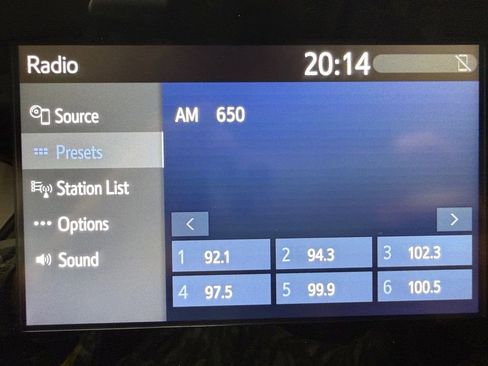 Radio 20:14
Source
AM 650
Presets
Station List
Options
Sound
1 92.1 2 94.3 3 102.3
4 97.5 5 99.9 6 100.5